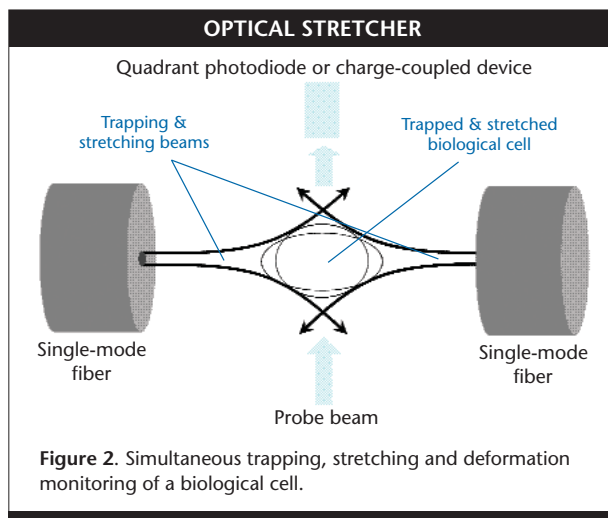 OPTICAL STRETCHER
Quadrant photodiode or charge-coupled device
Trapping &
stretching beams
Trapped & stretched
biological cell
Single-mode
fiber
Single-mode
fiber
Probe beam
Figure 2. Simultaneous trapping, stretching and deformation
monitoring of a biological cell.